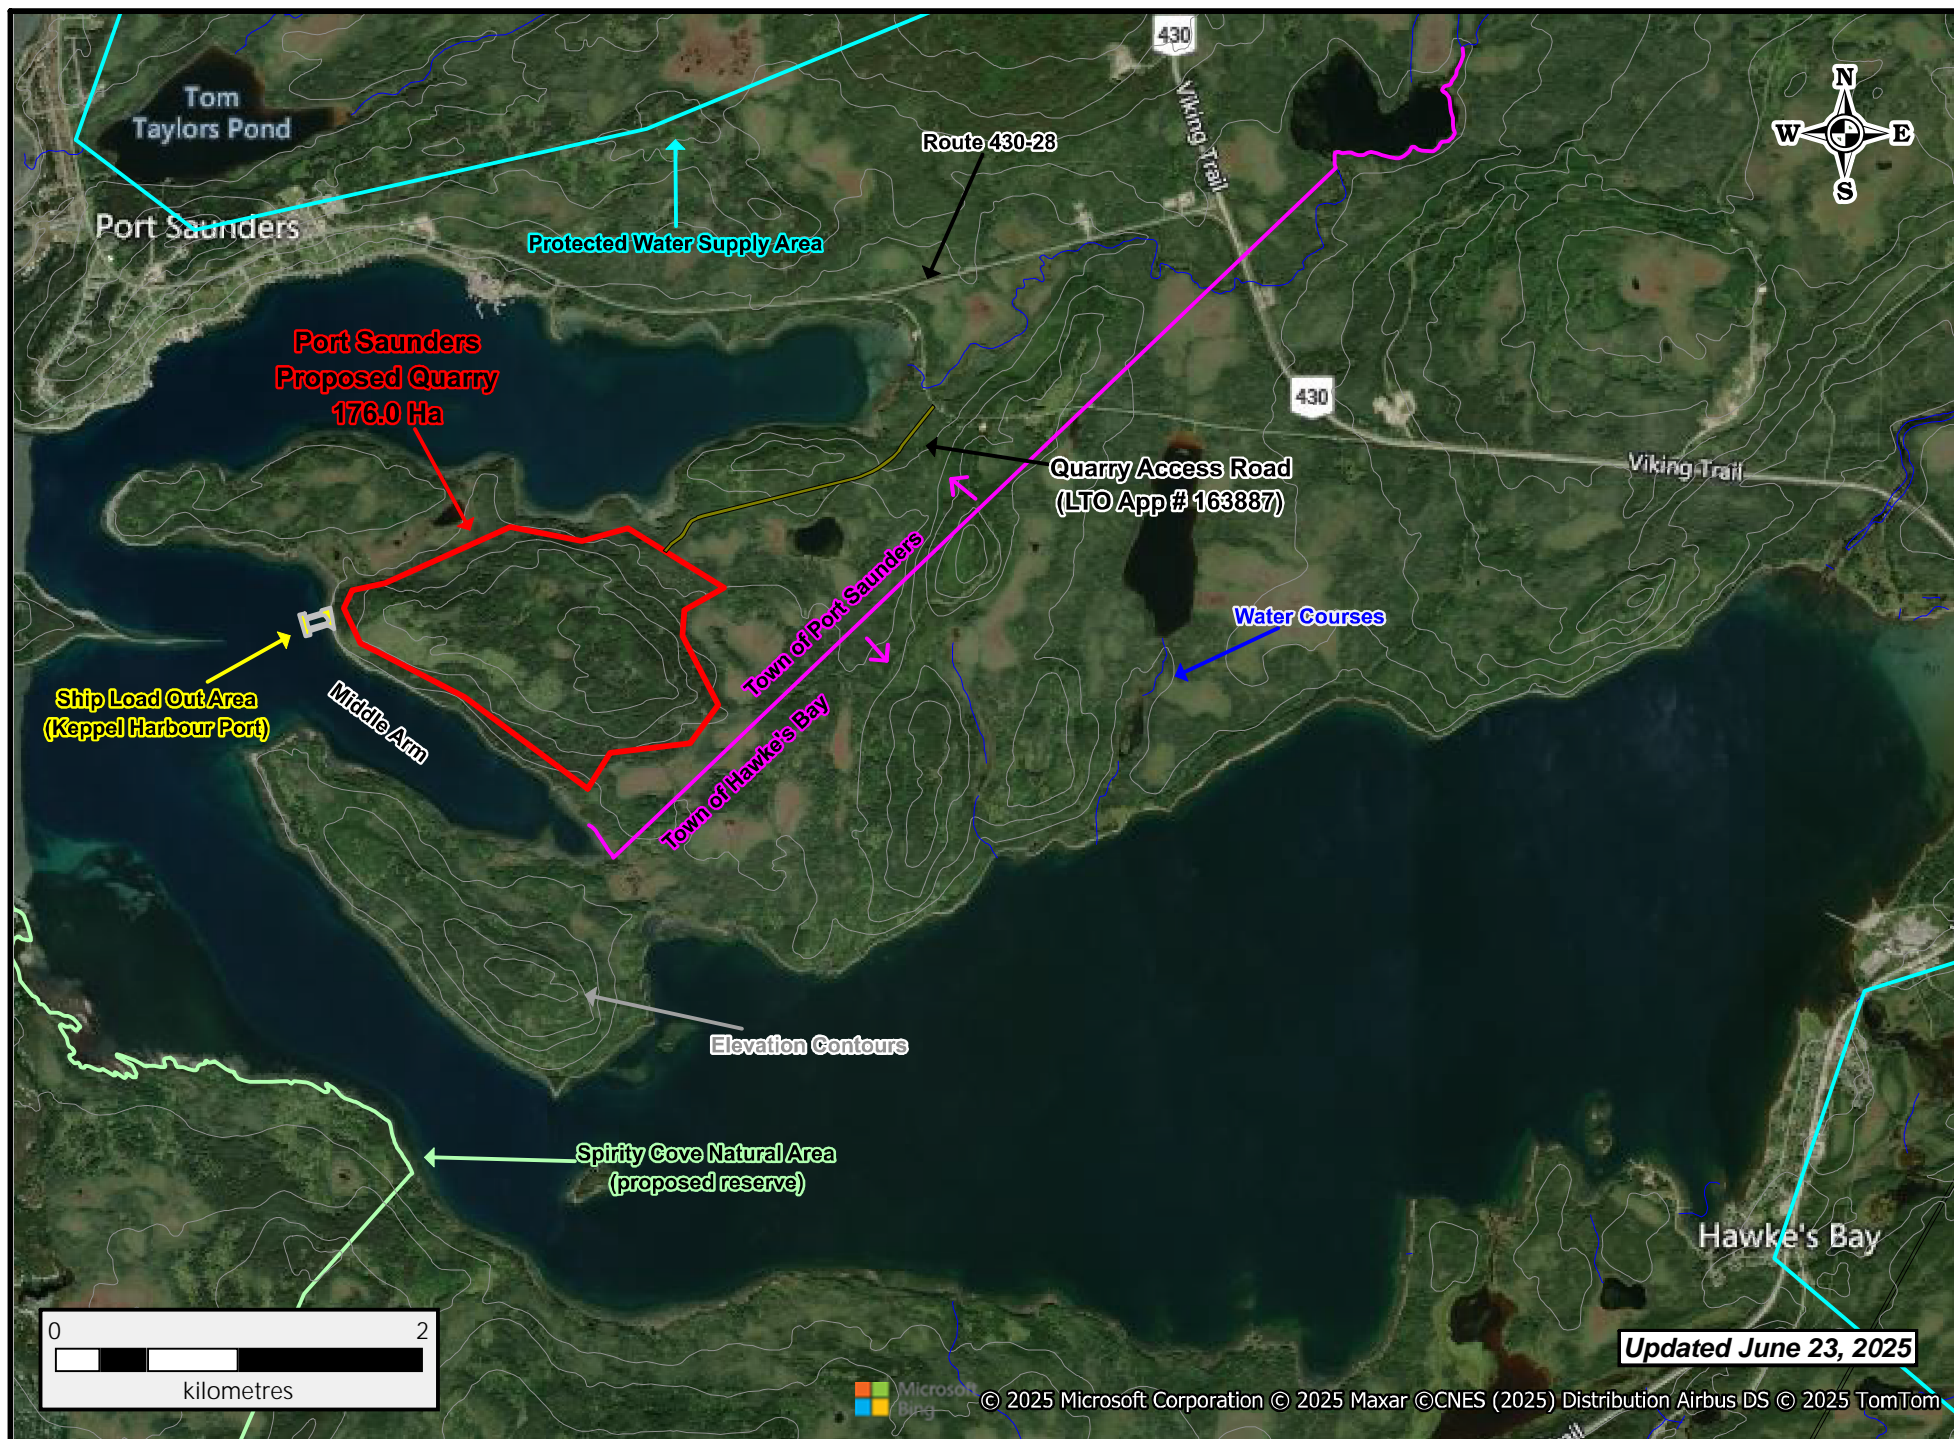 430
N
Tom
Taylors Pond
Viking Trail
W
E
Route 430-28
S
Port Saunders
Protected Water Supply Area
Port Saunders
Proposed Quarry
176.0 Ha
430
Viking Trail
Quarry Access Road
(LTO App # 163887)
Town of Port Saunders
Water Courses
Ship Load Out Area
(Keppel Harbour Port)
Middle Arm
Town of Hawke's Bay
Elevation Contours
Spirity Cove Natural Area
(proposed reserve)
Hawke's Bay
0 2
kilometres
Updated June 23, 2025
Microsoft
Bing
© 2025 Microsoft Corporation © 2025 Maxar ©CNES (2025) Distribution Airbus DS © 2025 TomTom